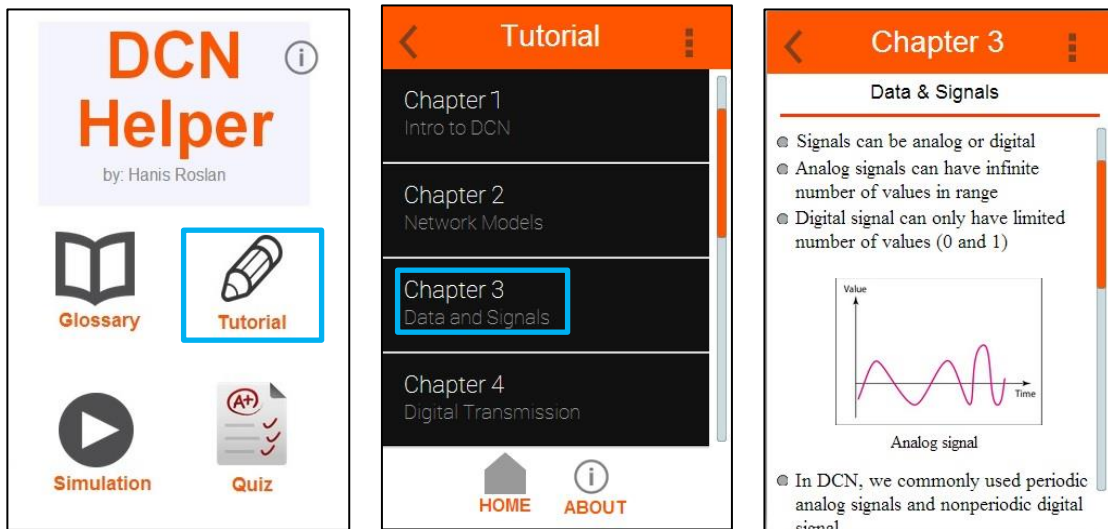 DCN
Helper
by: Hanis Roslan
Glossary
Tutorial
Simulation
A+
Quiz
Tutorial
Chapter 1
Intro to DCN
Chapter 2
Network Models
Chapter 3
Data and Signals
Chapter 4
Digital Transmission
HOME
ABOUT
Chapter 3
Data & Signals
Signals can be analog or digital
Analog signals can have infinite
number of values in range
Digital signal can only have limited
number of values (0 and 1)
Value
Time
Analog signal
In DCN, we commonly used periodic
analog signals and nonperiodic digital
signal